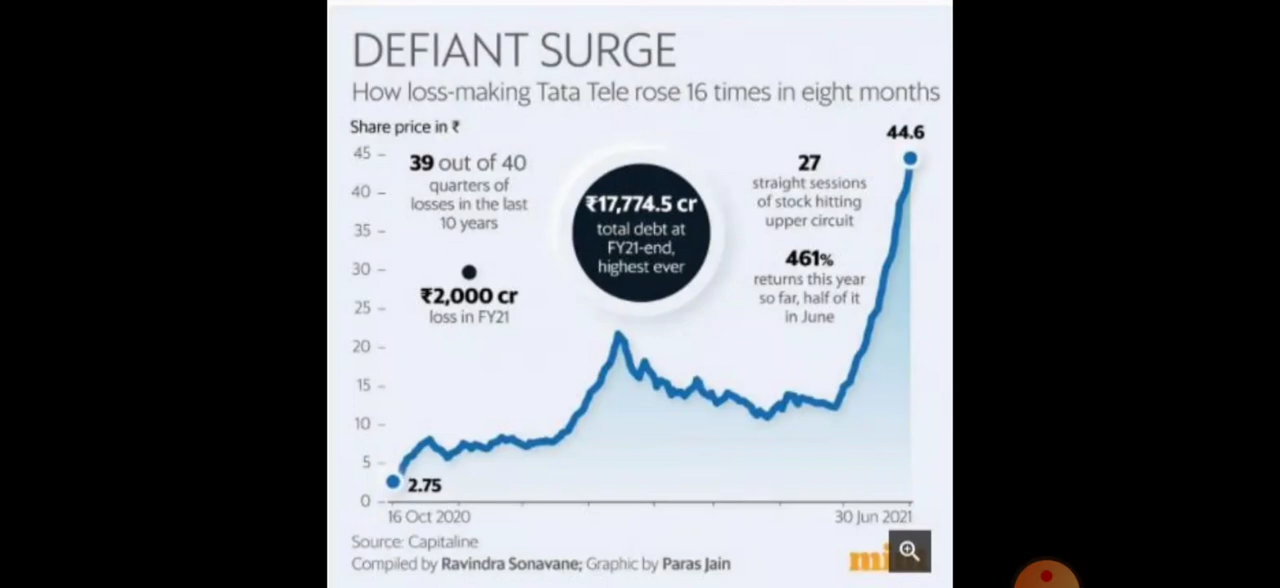 DEFIANT SURGE
How loss-making Tata Tele rose 16 times in eight months
Share price in ₹
44.6
45
40
35
30
25
20
15
10
5
0
39 out of 40
quarters of
losses in the last
10 years
₹2,000 cr
loss in FY21
₹17,774.5 cr
total debt at
FY21-end,
highest ever
27
straight sessions
of stock hitting
upper circuit
461%
returns this year
so far, half of it
in June
2.75
16 Oct 2020
30 Jun 2021
Source: Capitaline
Compiled by Ravindra Sonavane; Graphic by Paras Jain